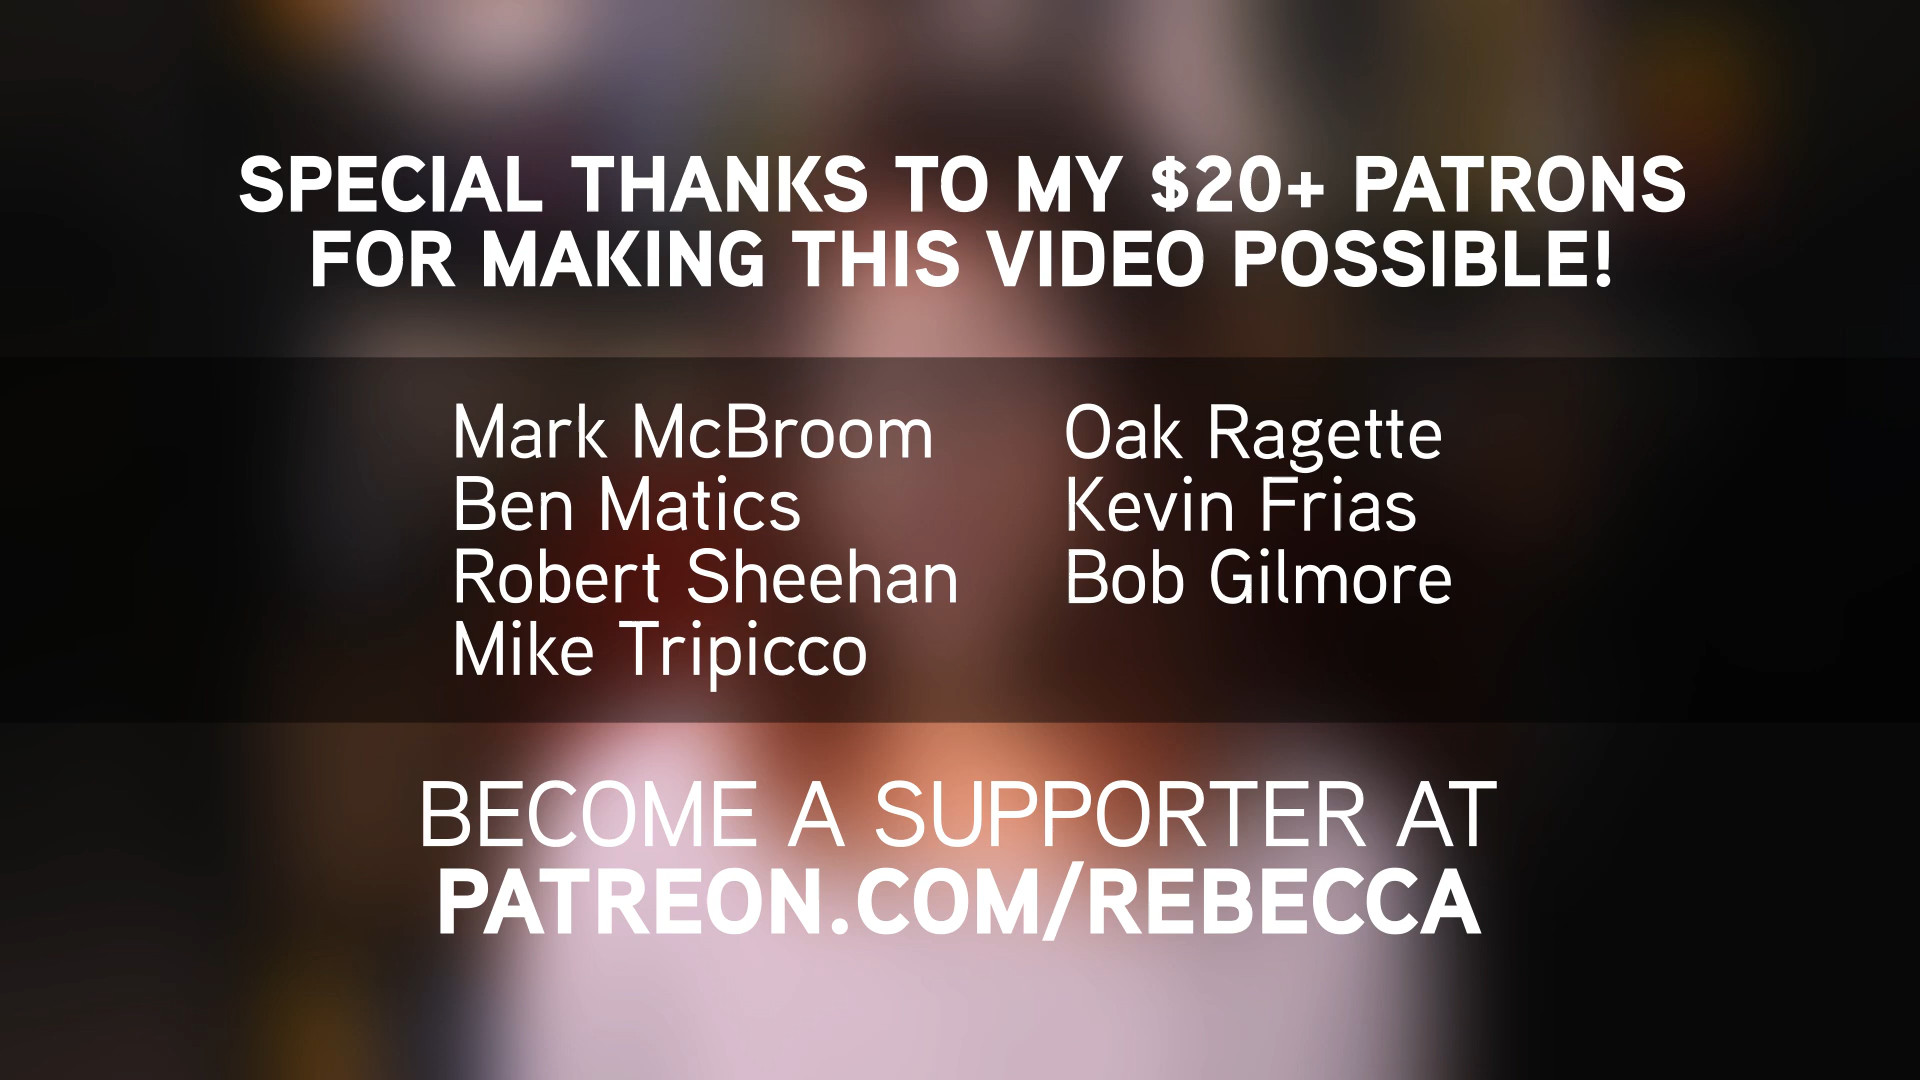 SPECIAL THANKS TO MY $20+ PATRONS
FOR MAKING THIS VIDEO POSSIBLE!
Mark McBroom
Ben Matics
Robert Sheehan
Mike Tripicco
Oak Ragette
Kevin Frias
Bob Gilmore
BECOME A SUPPORTER AT
PATREON.COM/REBECCA